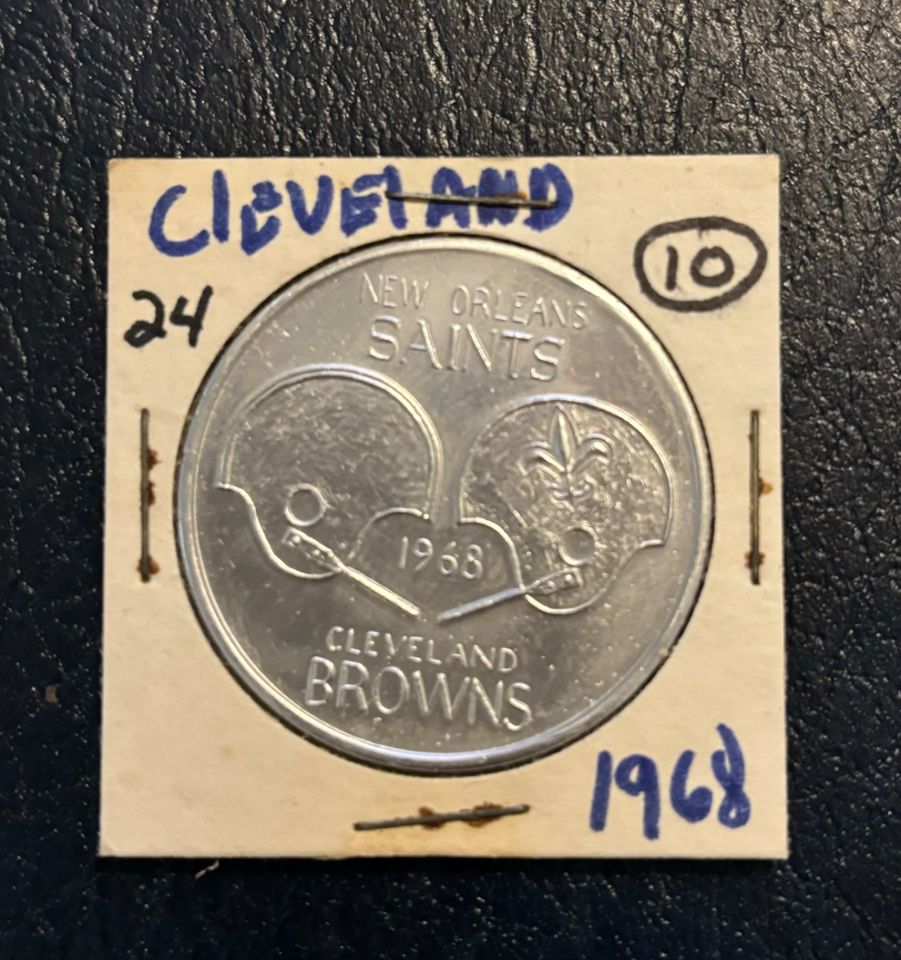 ClEVElAND
10
24
NEW ORLEANS
SAINTS
1968
CLEVELAND
BROWNS
1968